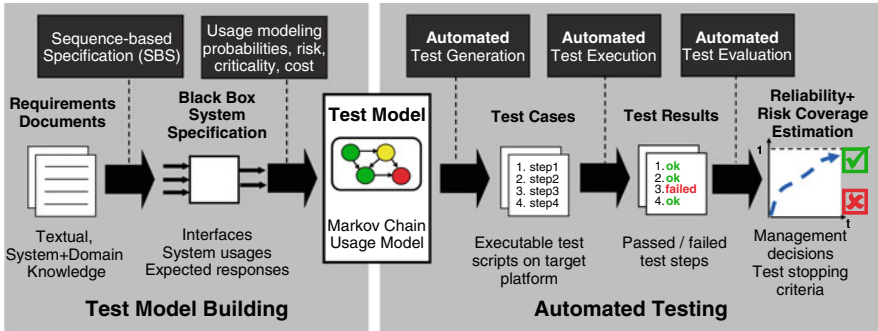 Sequence-based
Specification (SBS)
Usage modeling
probabilities, risk,
criticality, cost
Automated
Test Generation
Automated
Test Execution
Automated
Test Evaluation
Requirements
Documents
Black Box
System
Specification
Test Model
Test Cases
Test Results
Reliability+
Risk Coverage
Estimation
1. step1
2. step2
3. step3
4. step4
1. ok
2. ok
3. failed
4. ok
1
t
Textual,
System+Domain
Knowledge
Interfaces
System usages
Expected responses
Markov Chain
Usage Model
Executable test
scripts on target
platform
Passed / failed
test steps
Management
decisions
Test stopping
criteria
Test Model Building
Automated Testing